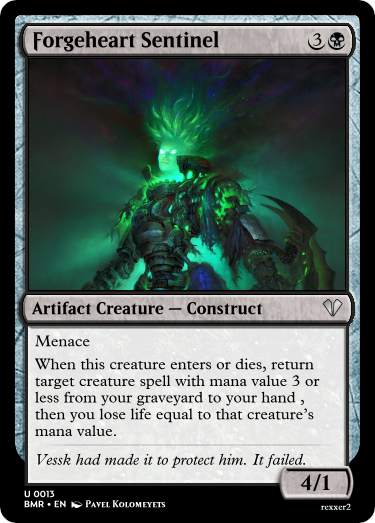 Forgeheart Sentinel 3
Artifact Creature — Construct
Menace
When this creature enters or dies, return
target creature spell with mana value 3 or
less from your graveyard to your hand , 
then you lose life equal to that creature's
mana value.
Vessk had made it to protect him. It failed.
4/1
U 0013
BMR • EN Pavel Kolomeyets
rexxer2